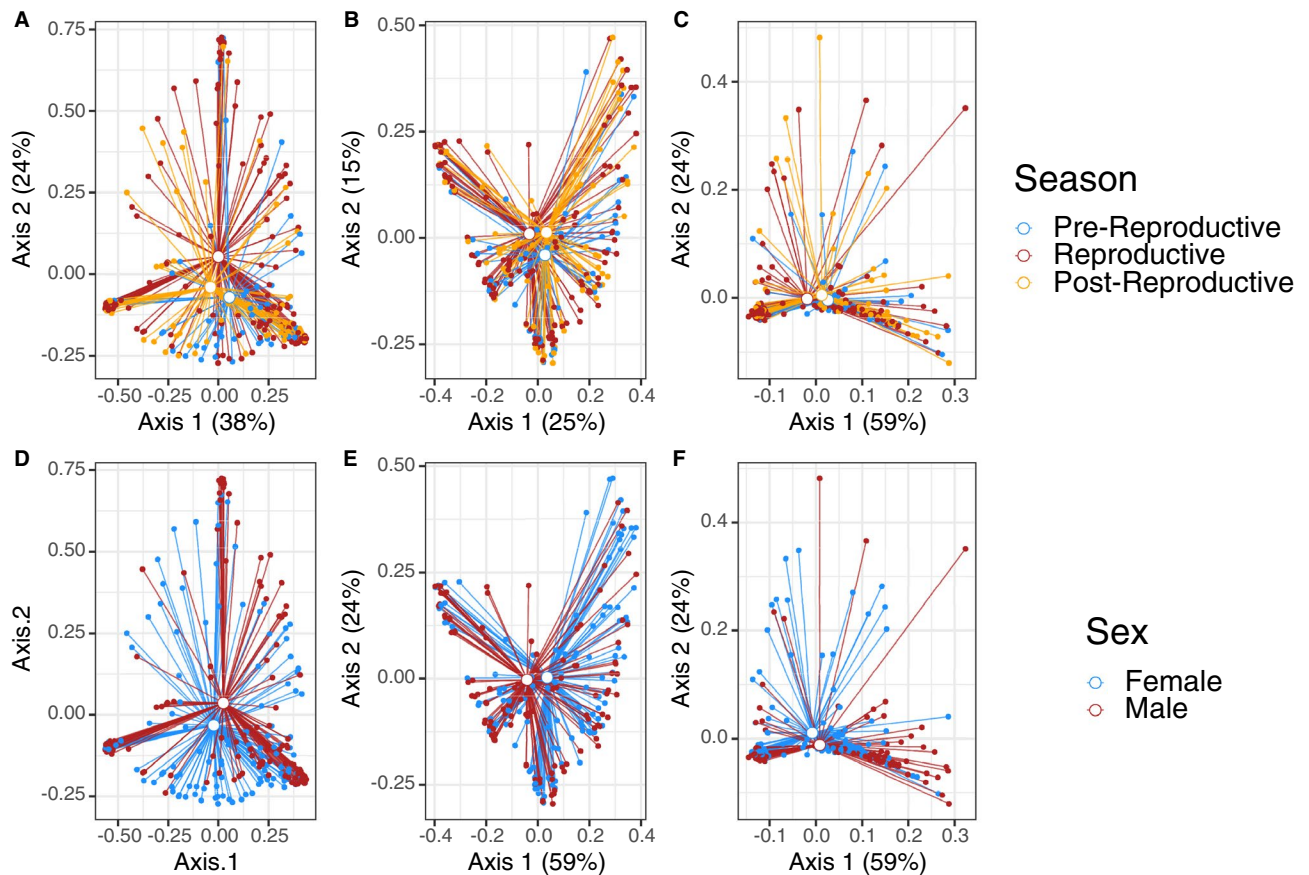 A
0.75
0.50
0.25
0.00
-0.25
-0.50
-0.25
0.00
0.25
Axis 1 (38%)
Axis 2 (24%)
B
0.50
0.25
0.00
-0.25
-0.4
-0.2
0.0
0.2
0.4
Axis 1 (25%)
Axis 2 (15%)
C
0.4
0.2
0.0
-0.1
0.0
0.1
0.2
0.3
Axis 1 (59%)
Axis 2 (24%)
Season
Pre-Reproductive
Reproductive
Post-Reproductive
D
0.75
0.50
0.25
0.00
-0.25
-0.50
-0.25
0.00
0.25
Axis.1
Axis.2
E
0.50
0.25
0.00
-0.25
-0.4
-0.2
0.0
0.2
0.4
Axis 1 (59%)
Axis 2 (24%)
F
0.4
0.2
0.0
-0.1
0.0
0.1
0.2
0.3
Axis 1 (59%)
Axis 2 (24%)
Sex
Female
Male